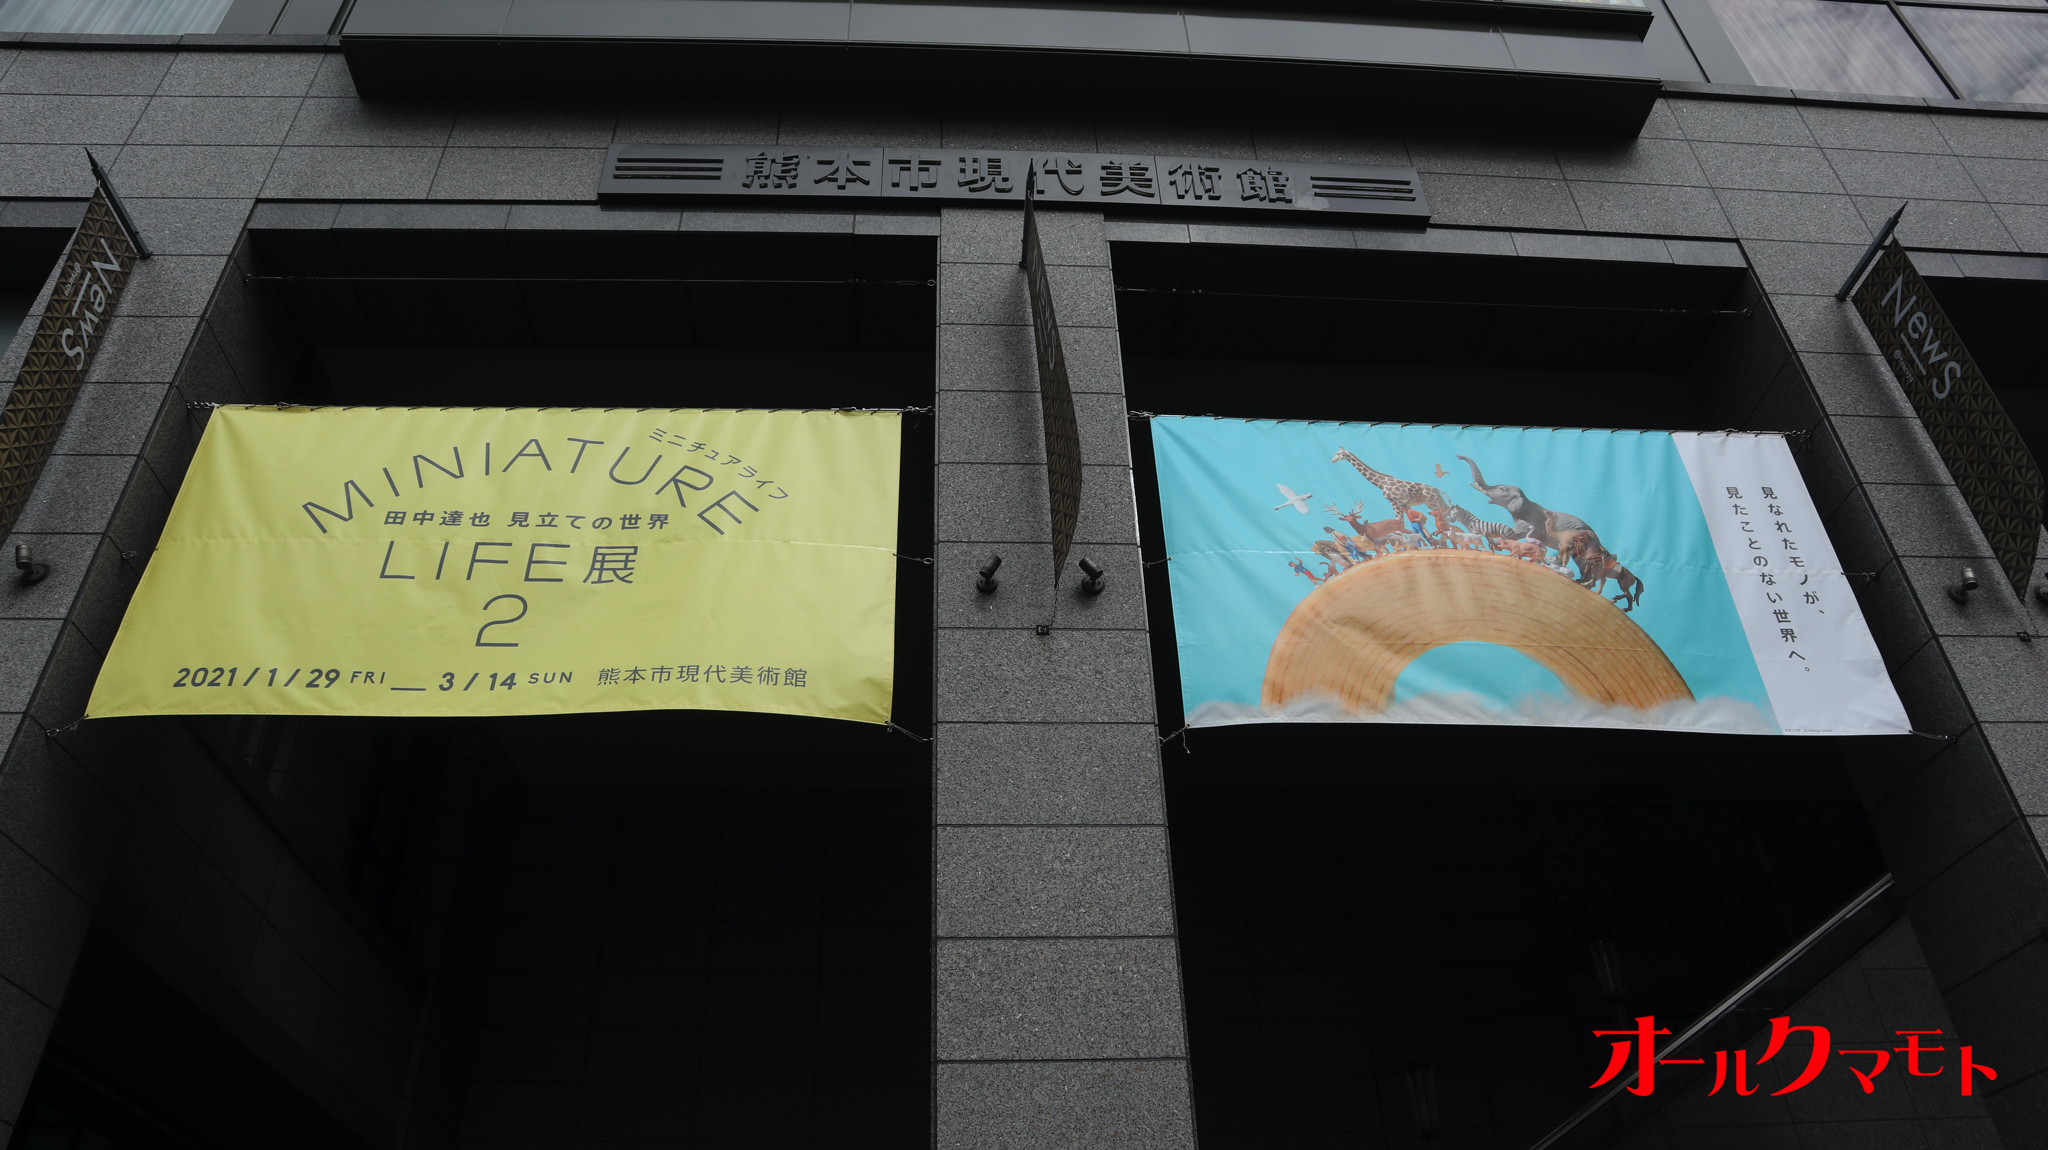 熊本市現代美術館
News
News
MINIATURE
ミニチュアライフ
田中達也 見立ての世界
LIFE展
2
2021/1/29 FRI __ 3/14 SUN 熊本市現代美術館
見なれたモノが、
見たことのない世界へ。
オールクマモト